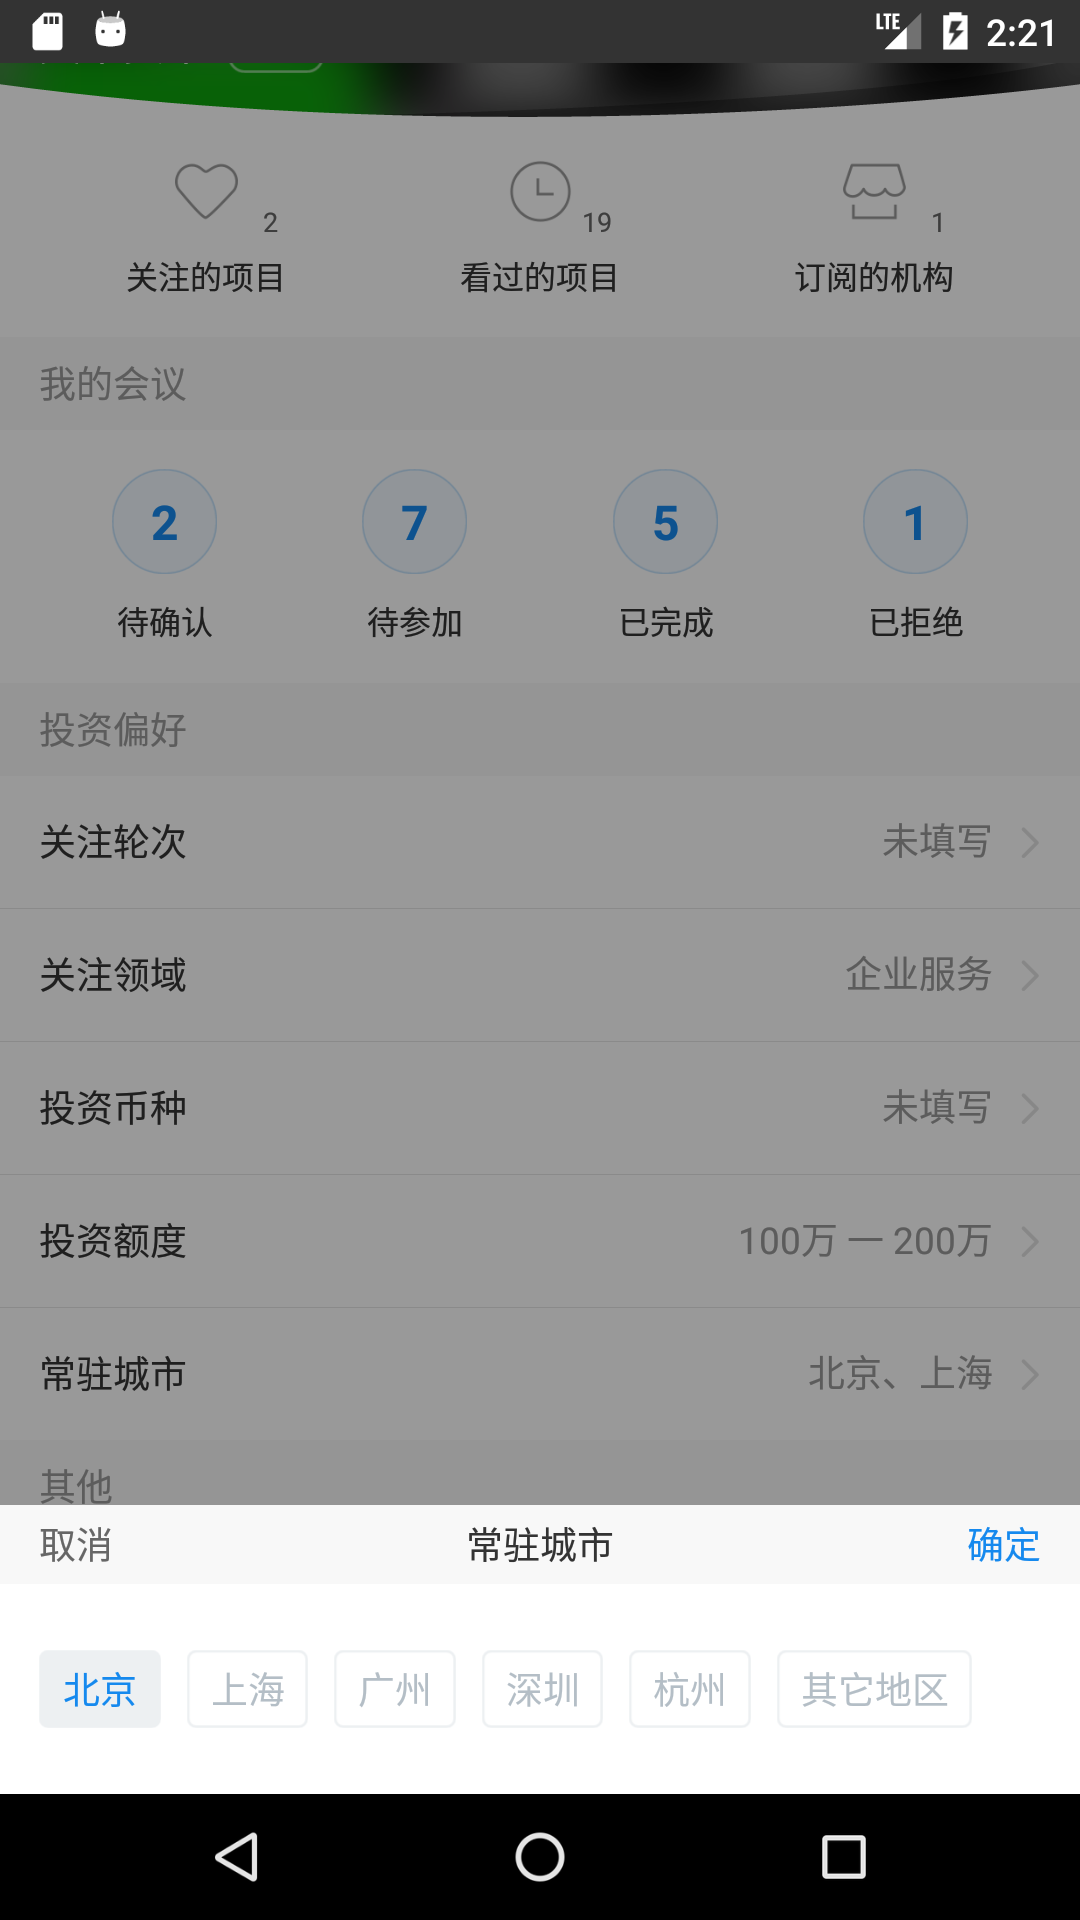 LTE 2:21
2 19 1
关注的项目 看过的项目 订阅的机构
我的会议
2 7 5 1
待确认 待参加 已完成 已拒绝
投资偏好
关注轮次 未填写
关注领域 企业服务
投资币种 未填写
投资额度 100万 一 200万
常驻城市 北京、上海
其他
取消 常驻城市 确定
北京 上海 广州 深圳 杭州 其它地区